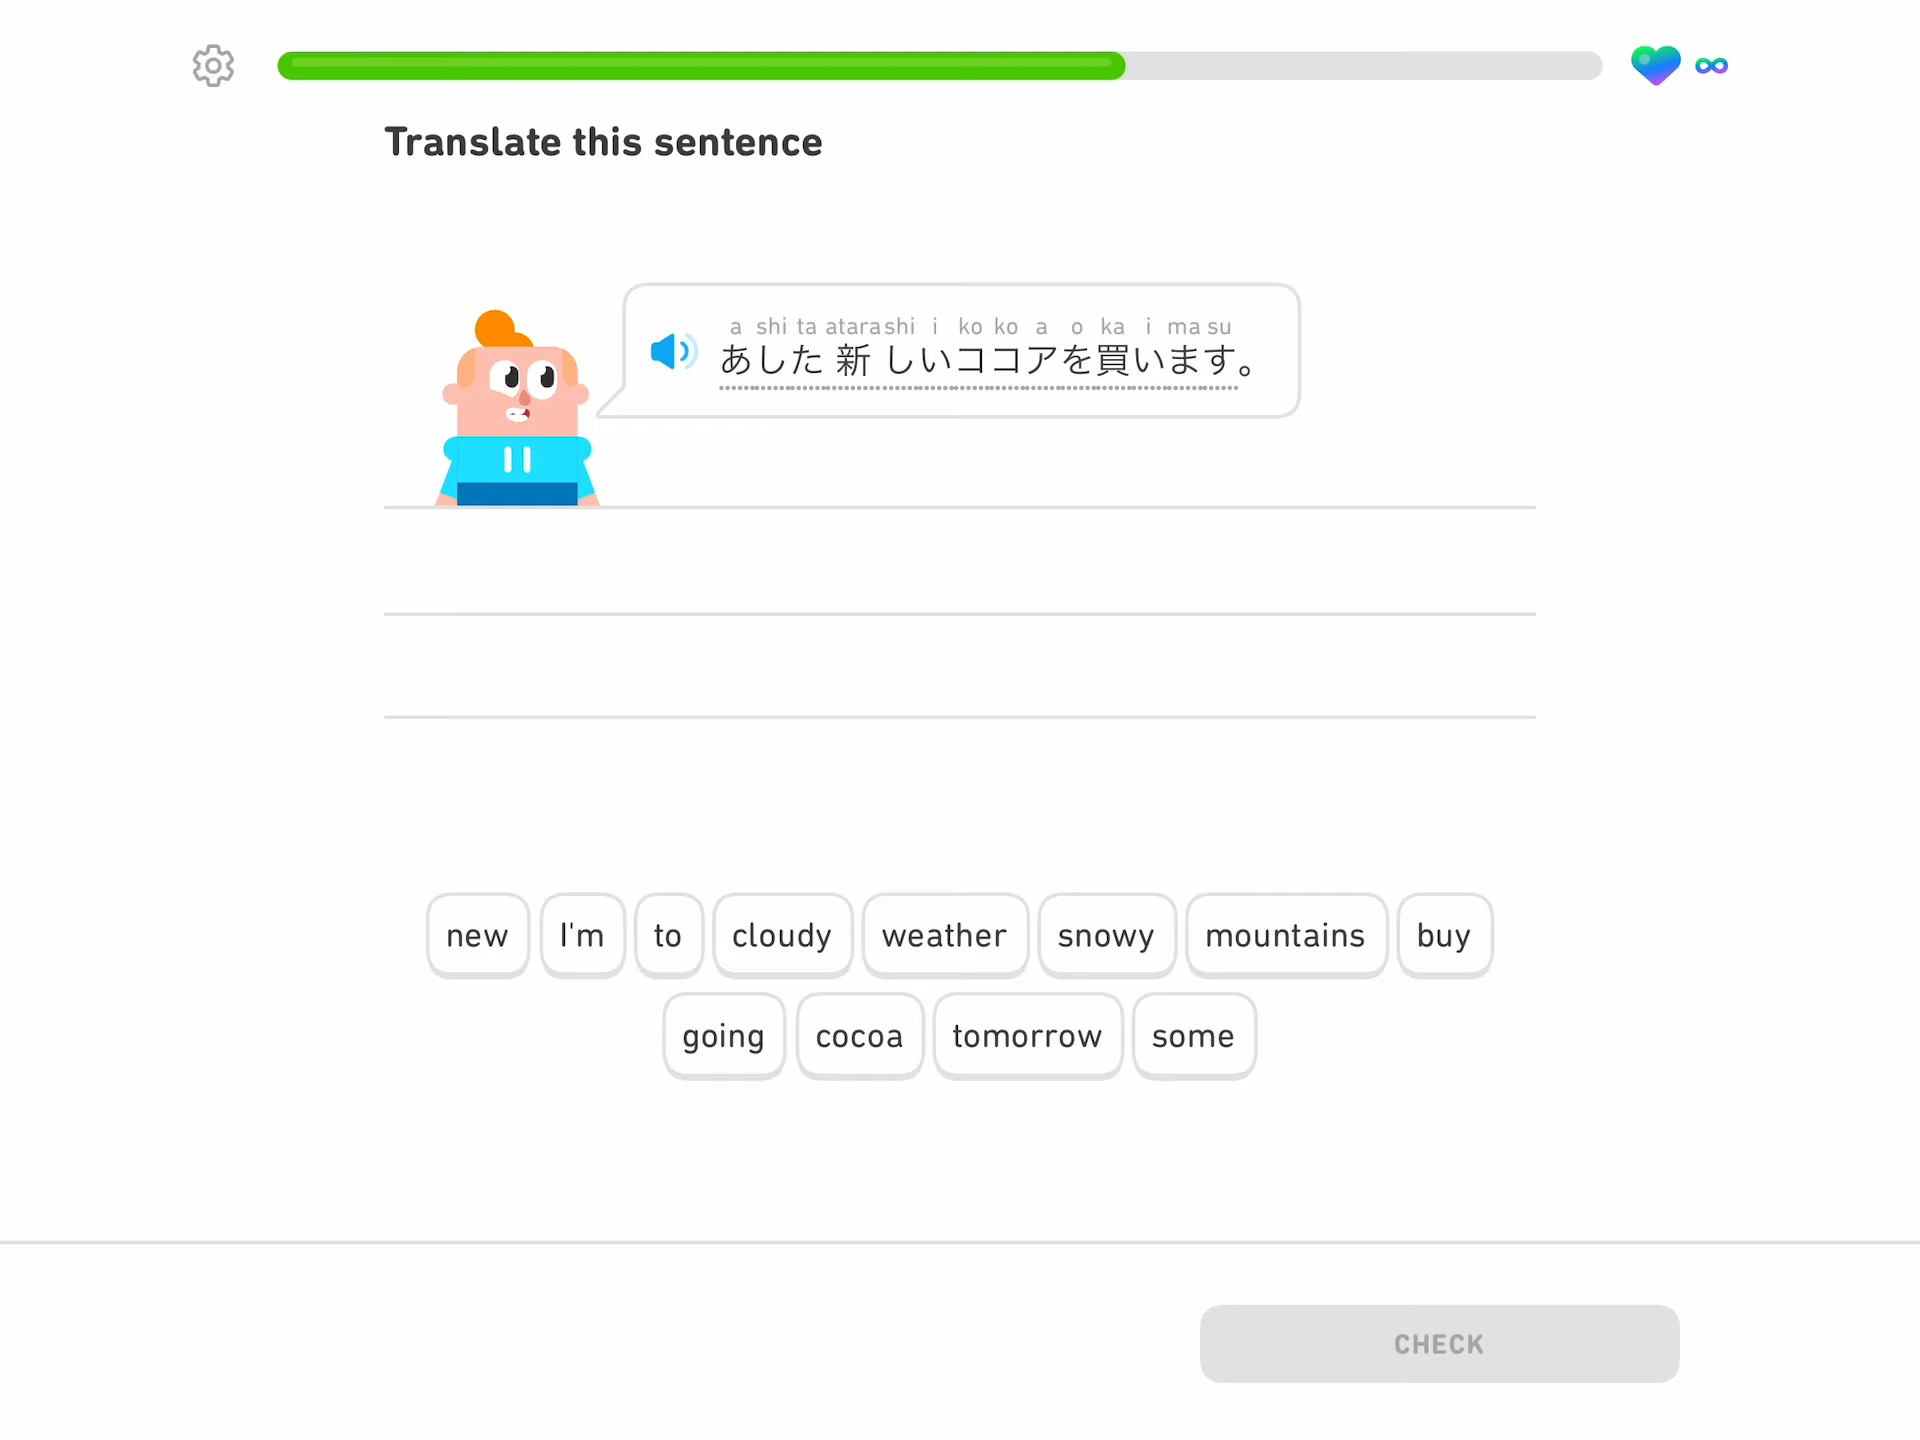 Translate this sentence
a shi ta atarashi i ko ko a o ka i ma su
あした新しいココアを買います。
new I'm to cloudy weather snowy mountains buy
going cocoa tomorrow some
CHECK